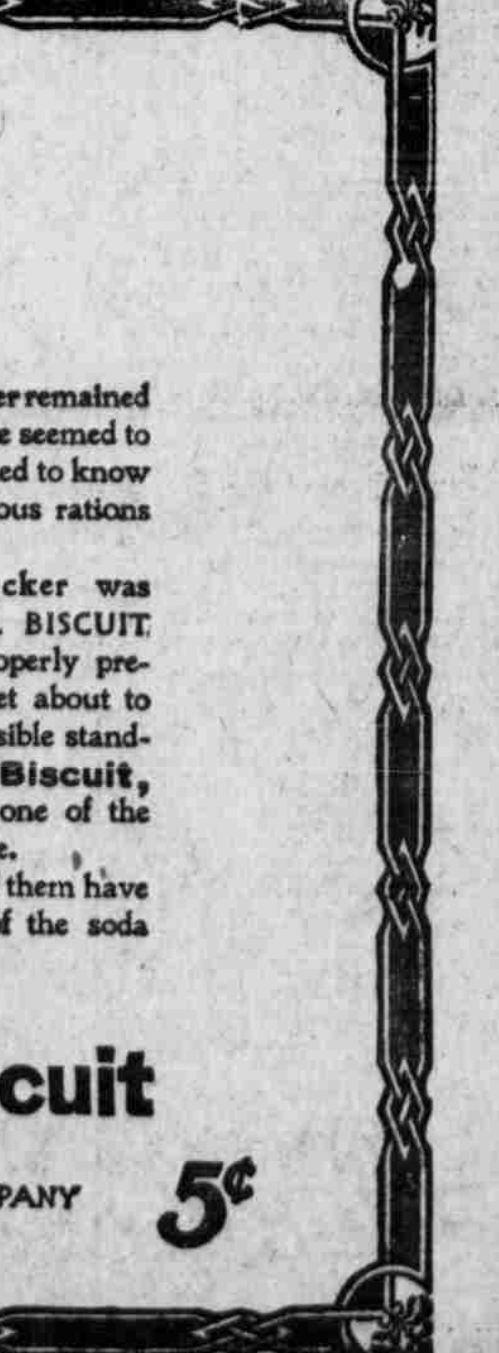 er remained
e seemed to
ed to know
ous rations
cker was
. BISCUIT
operly pre-
et about to
sible stand-
Biscuit,
one of the
e.
them have
f the soda
cuit
PANY 5¢